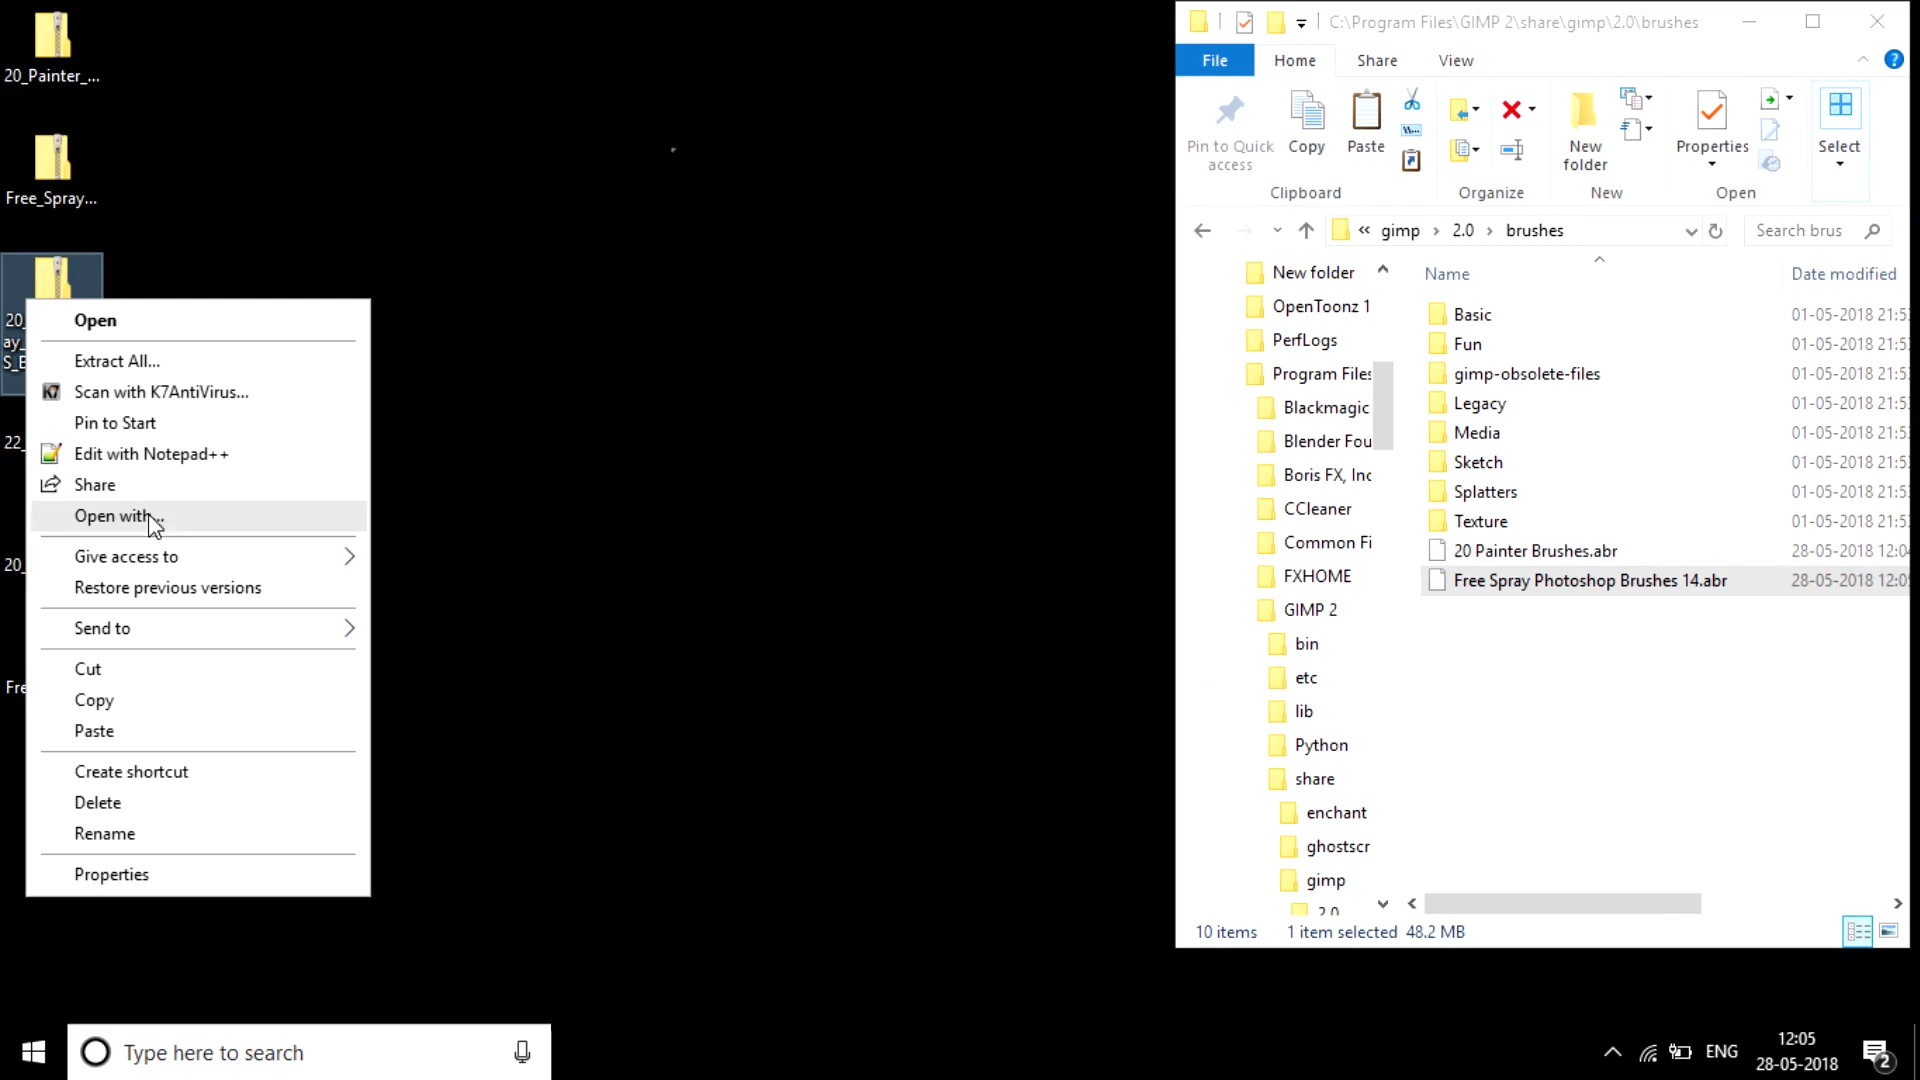 20_Painter_...
Free_Spray...
20_
ay_
S_E
22_
20_
Fre
Open
Extract All...
K7
Scan with K7AntiVirus...
Pin to Start
Edit with Notepad++
Share
Open with...
Give access to
Restore previous versions
Send to
Cut
Copy
Paste
Create shortcut
Delete
Rename
Properties
C:\Program Files\GIMP 2\share\gimp\2.0\brushes
File
Home
Share
View
Pin to Quick
access
Copy
Paste
Clipboard
Organize
New
folder
New
Properties
Open
Select
« gimp › 2.0 › brushes
Search brus
New folder
OpenToonz 1
PerfLogs
Program Files
Blackmagic
Blender Fou
Boris FX, Inc
CCleaner
Common Fi
FXHOME
GIMP 2
bin
etc
lib
Python
share
enchant
ghostscr
gimp
2.0
Name
Date modified
Basic 01-05-2018 21:5
Fun 01-05-2018 21:5
gimp-obsolete-files 01-05-2018 21:5
Legacy 01-05-2018 21:5
Media 01-05-2018 21:5
Sketch 01-05-2018 21:5
Splatters 01-05-2018 21:5
Texture 01-05-2018 21:5
20 Painter Brushes.abr 28-05-2018 12:0
Free Spray Photoshop Brushes 14.abr 28-05-2018 12:0
10 items 1 item selected 48.2 MB
Type here to search
ENG
12:05
28-05-2018
2